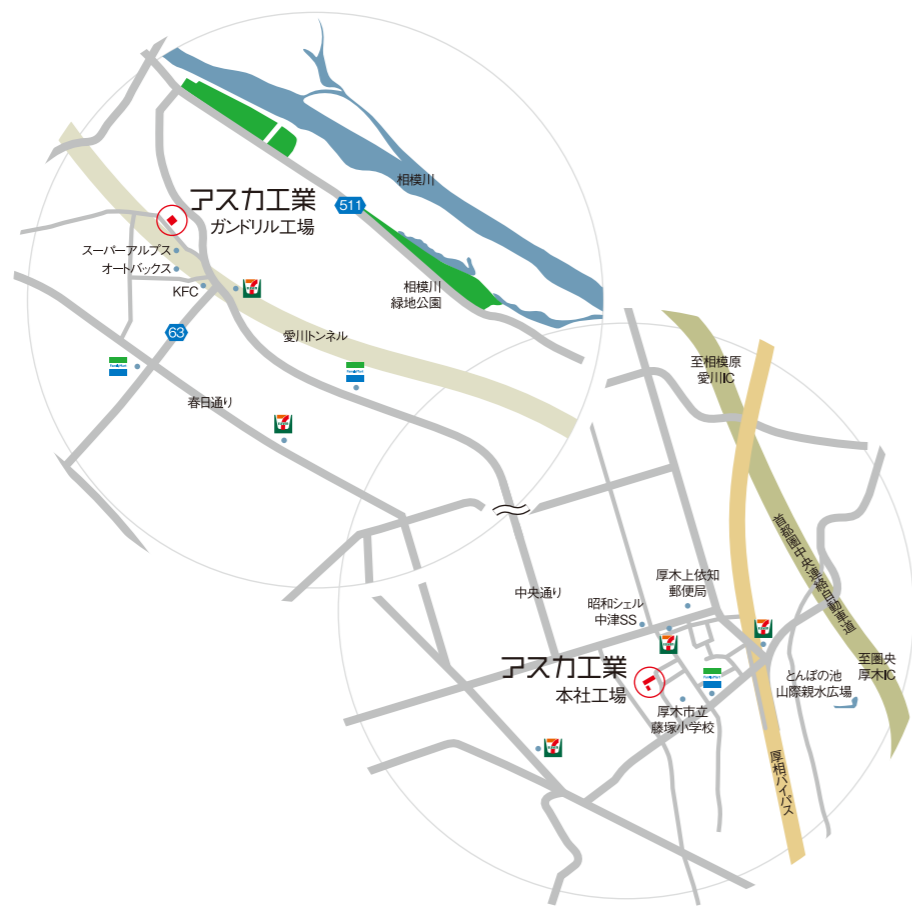 相模川
アスカ工業
ガンドリル工場
511
スーパーアルプス
オートバックス
KFC
相模川
緑地公園
63
愛川トンネル
春日通り
至相模原
愛川IC
首都圏中央連絡自動車道
中央通り
厚木上依知
郵便局
昭和シェル
中津SS
アスカ工業
本社工場
厚木市立
藤塚小学校
至圏央
厚木IC
とんぼの池
山際親水広場
厚相バイパス